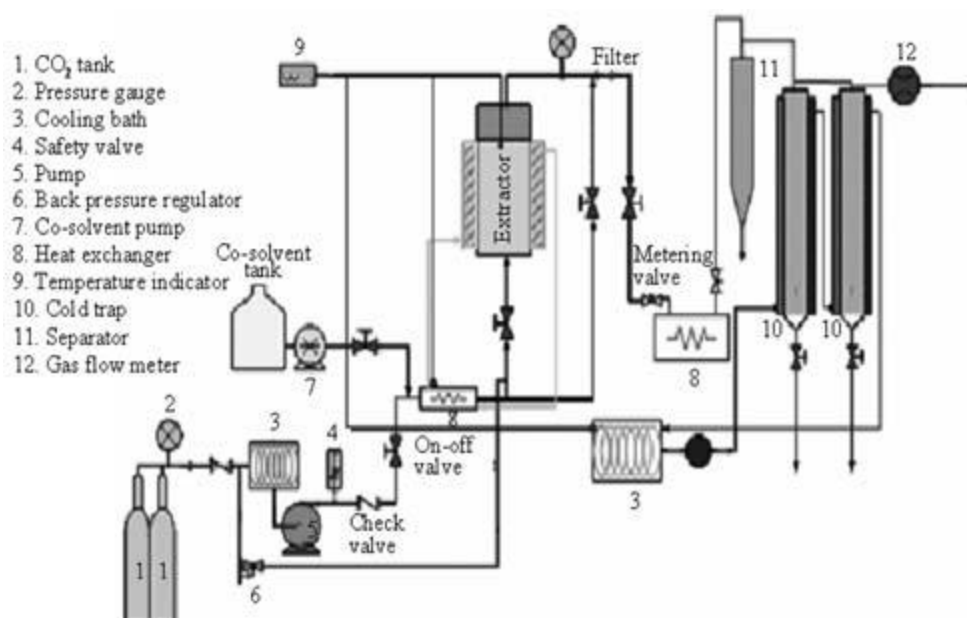 1. CO₂ tank
2. Pressure gauge
3. Cooling bath
4. Safety valve
5. Pump
6. Back pressure regulator
7. Co-solvent pump
8. Heat exchanger
9. Temperature indicator
10. Cold trap
11. Separator
12. Gas flow meter
9
Filter
11
12
Extractor
Co-solvent
tank
Metering
valve
7
8
10
10
8
2
3
4
On-off
valve
3
5
Check
valve
1
1
6